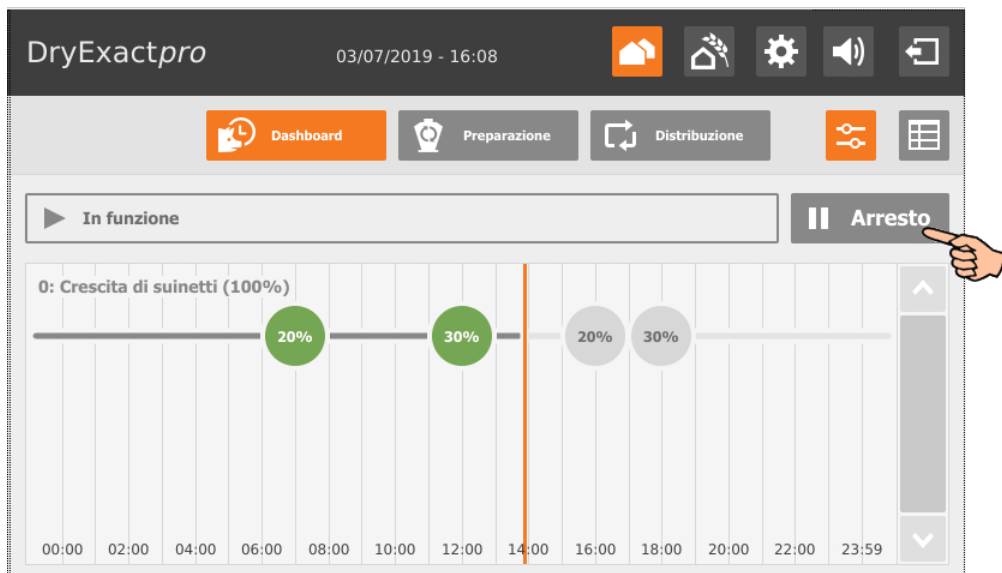 DryExactpro
03/07/2019 - 16:08
Dashboard
Preparazione
Distribuzione
In funzione
Arresto
0: Crescita di suinetti (100%)
20% 30% 20% 30%
00:00 02:00 04:00 06:00 08:00 10:00 12:00 14:00 16:00 18:00 20:00 22:00 23:59